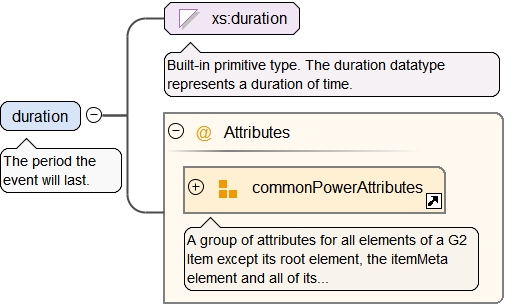 xs:duration
Built-in primitive type. The duration datatype
represents a duration of time.
duration
The period the
event will last.
@ Attributes
commonPowerAttributes
A group of attributes for all elements of a G2
Item except its root element, the itemMeta
element and all of its...